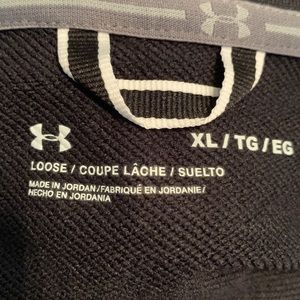 XL / TG / EG
LOOSE / COUPE LÂCHE / SUELTO
MADE IN JORDAN / FABRIQUÉ EN JORDANIE /
HECHO EN JORDANIA